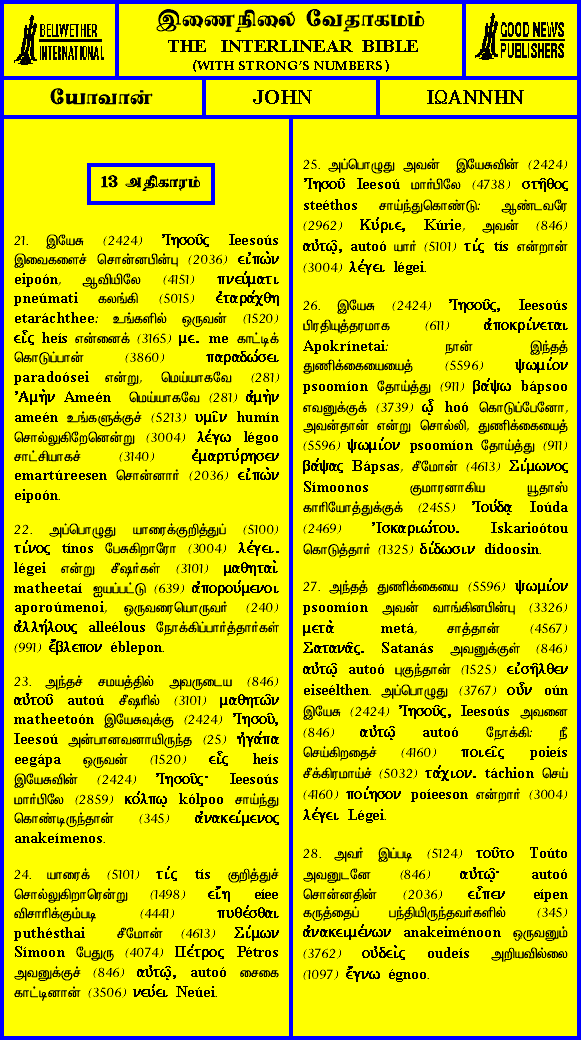 BELLWETHER
INTERNATIONAL
இணைநிலை வேதாகமம்
THE INTERLINEAR BIBLE
(WITH STRONG'S NUMBERS)
GOOD NEWS
PUBLISHERS
யோவான்
JOHN
ΙΩΑΝΝΗΝ
13 அதிகாரம்
21. இயேசு (2424) Ἰησοῦς Ieesoús
இவைகளைச் சொன்னபின்பு (2036) εἰπὼν
eipoón, ஆவியிலே (4151) πνεύματι
pneúmati கலங்கி (5015) ἐταράχθη
etaráchthee: உங்களில் ஒருவன் (1520)
εἷς heís என்னைக் (3165) με. me காட்டிக்
கொடுப்பான் (3860) παραδώσει
paradoósei என்று, மெய்யாகவே (281)
Ἀμὴν Ameén மெய்யாகவே (281) ἀμὴν
ameén உங்களுக்குச் (5213) υμῖν humín
சொல்லுகிறேனென்று (3004) λέγω légoo
சாட்சியாகச் (3140) ἐμαρτύρησεν
emartúreesen சொன்னார் (2036) εἰπὼν
eipoón.
22. அப்பொழுது யாரைக்குறித்துப் (5100)
τίνος tínos பேசுகிறாரோ (3004) λέγει.
légei என்று சீஷர்கள் (3101) μαθηταὶ
matheetaí ஐயப்பட்டு (639) ἀπορούμενοι
aporoúmenoi, ஒருவரையொருவர் (240)
ἀλλήλους alleélous நோக்கிப்பார்த்தார்கள்
(991) ἔβλεπον éblepon.
23. அந்தச் சமயத்தில் அவருடைய (846)
αὐτοῦ autoú சீஷரில் (3101) μαθητῶν
matheetoón இயேசுவுக்கு (2424) Ἰησοῦ,
Ieesoú அன்பானவனாயிருந்த (25) ἠγάπα
eegápa ஒருவன் (1520) εἷς heís
இயேசுவின் (2424) Ἰησοῦς· Ieesoús
மார்பிலே (2859) κόλπῳ kólpoo சாய்ந்து
கொண்டிருந்தான் (345) ἀνακείμενος
anakeímenos.
24. யாரைக் (5101) τίς tís குறித்துச்
சொல்லுகிறாரென்று (1498) εἴη eíee
விசாரிக்கும்படி (4441) πυθέσθαι
puthésthai சீமோன் (4613) Σίμων
Símoon பேதுரு (4074) Πέτρος Pétros
அவனுக்குச் (846) αὐτῷ, autoó சைகை
காட்டினான் (3506) νεύει Neúei.
25. அப்பொழுது அவன் இயேசுவின் (2424)
Ἰησοῦ Ieesoú மார்பிலே (4738) στῆθος
steéthos சாய்ந்துகொண்டு: ஆண்டவரே
(2962) Κύριε, Kúrie, அவன் (846)
αὐτῷ, autoó யார் (5101) τίς tís என்றான்
(3004) λέγει légei.
26. இயேசு (2424) Ἰησοῦς, Ieesoús
பிரதியுத்தரமாக (611) ἀποκρίνεται
Apokrínetai: நான் இந்தத்
துணிக்கையையைத் (5596) ψωμίον
psoomíon தோய்த்து (911) βάψω bápsoo
எவனுக்குக் (3739) ᾧ hoó கொடுப்பேனோ,
அவன்தான் என்று சொல்லி, துணிக்கையைத்
(5596) ψωμίον psoomíon தோய்த்து (911)
βάψας Bápsas, சீமோன் (4613) Σίμωνος
Símoonos குமாரனாகிய யூதாஸ்
காரியோத்துக்குக் (2455) Ἰούδᾳ Ioúda
(2469) Ἰσκαριώτου. Iskarioótou
கொடுத்தார் (1325) δίδωσιν dídoosin.
27. அந்தத் துணிக்கையை (5596) ψωμίον
psoomíon அவன் வாங்கினபின்பு (3326)
μετὰ metá, சாத்தான் (4567)
Σατανᾶς. Satanás அவனுக்குள் (846)
αὐτῷ autoó புகுந்தான் (1525) εἰσῆλθεν
eiseélthen. அப்பொழுது (3767) οὖν oún
இயேசு (2424) Ἰησοῦς, Ieesoús அவனை
(846) αὐτῷ autoó நோக்கி: நீ
செய்கிறதைச் (4160) ποιεῖς poieís
சீக்கிரமாய்ச் (5032) τάχιον. táchion செய்
(4160) ποίησον poíeeson என்றார் (3004)
λέγει Légei.
28. அவர் இப்படி (5124) τοῦτο Toúto
அவனுடனே (846) αὐτῷ· autoó
சொன்னதின் (2036) εἶπεν eípen
கருத்தைப் பந்தியிருந்தவர்களில் (345)
ἀνακειμένων anakeiménoon ஒருவனும்
(3762) οὐδεὶς oudeís அறியவில்லை
(1097) ἔγνω égnoo.